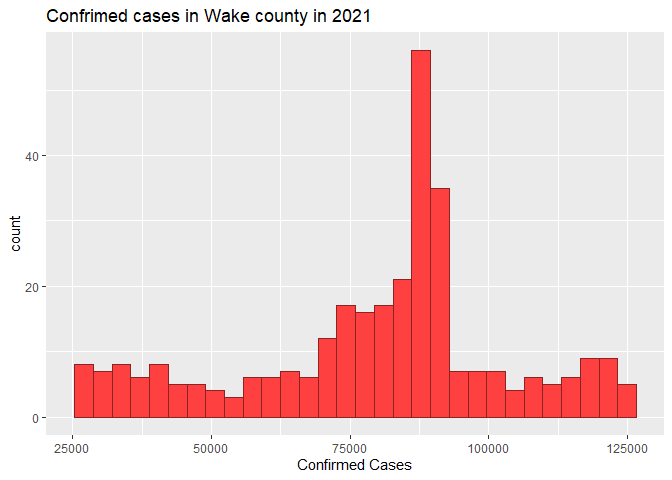 Confrimed cases in Wake county in 2021
count
40
20
0
25000 50000 75000 100000 125000
Confirmed Cases